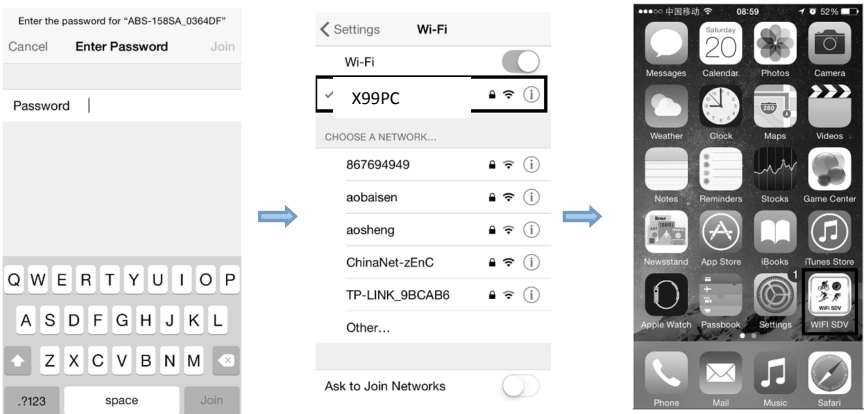 Enter the password for “ABS-158SA_0364DF”
Cancel Enter Password Join
Password
Q W E R T Y U I O P
A S D F G H J K L
Z X C V B N M
.?123 space Join
Settings Wi-Fi
Wi-Fi
X99PC
CHOOSE A NETWORK...
867694949
aobaisen
aosheng
ChinaNet-zEnC
TP-LINK_9BCAB6
Other...
Ask to Join Networks
中国移动 08:59 52%
Saturday
20
Messages Calendar Photos Camera
280
Weather Clock Maps Videos
Notes Reminders Stocks Game Center
News
Newsstand App Store iBooks iTunes Store
1
WiFi SDV
Apple Watch Passbook Settings WIFI SDV
Phone Mail Music Safari